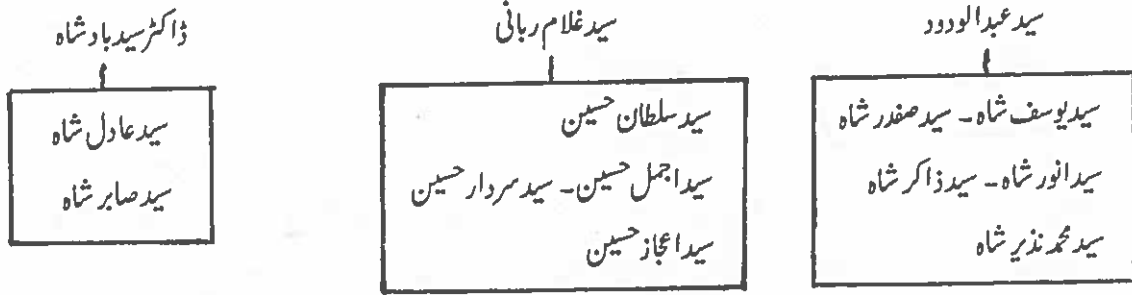 سید عبدالودود
سید یوسف شاہ ۔ سید صفدر شاہ
سید انور شاہ ۔ سید ذاکر شاہ
سید محمد نذیر شاہ
سید غلام ربانی
سید سلطان حسین
سید اجمل حسین ۔ سید سردار حسین
سید اعجاز حسین
ڈاکٹر سید بادشاہ
سید عادل شاہ
سید صابر شاہ